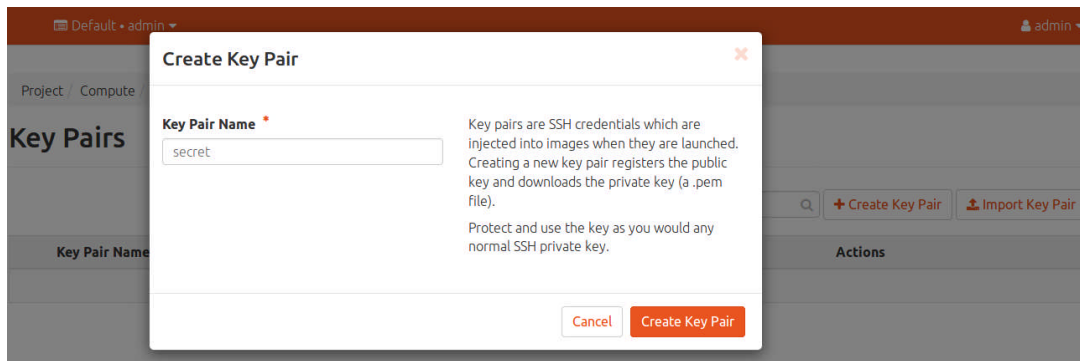 Default • admin
admin
Create Key Pair
Project / Compute /
Key Pairs
Key Pair Name *
secret
Key pairs are SSH credentials which are
injected into images when they are launched.
Creating a new key pair registers the public
key and downloads the private key (a .pem
file).
Protect and use the key as you would any
normal SSH private key.
+ Create Key Pair
Import Key Pair
Key Pair Name
Actions
Cancel
Create Key Pair